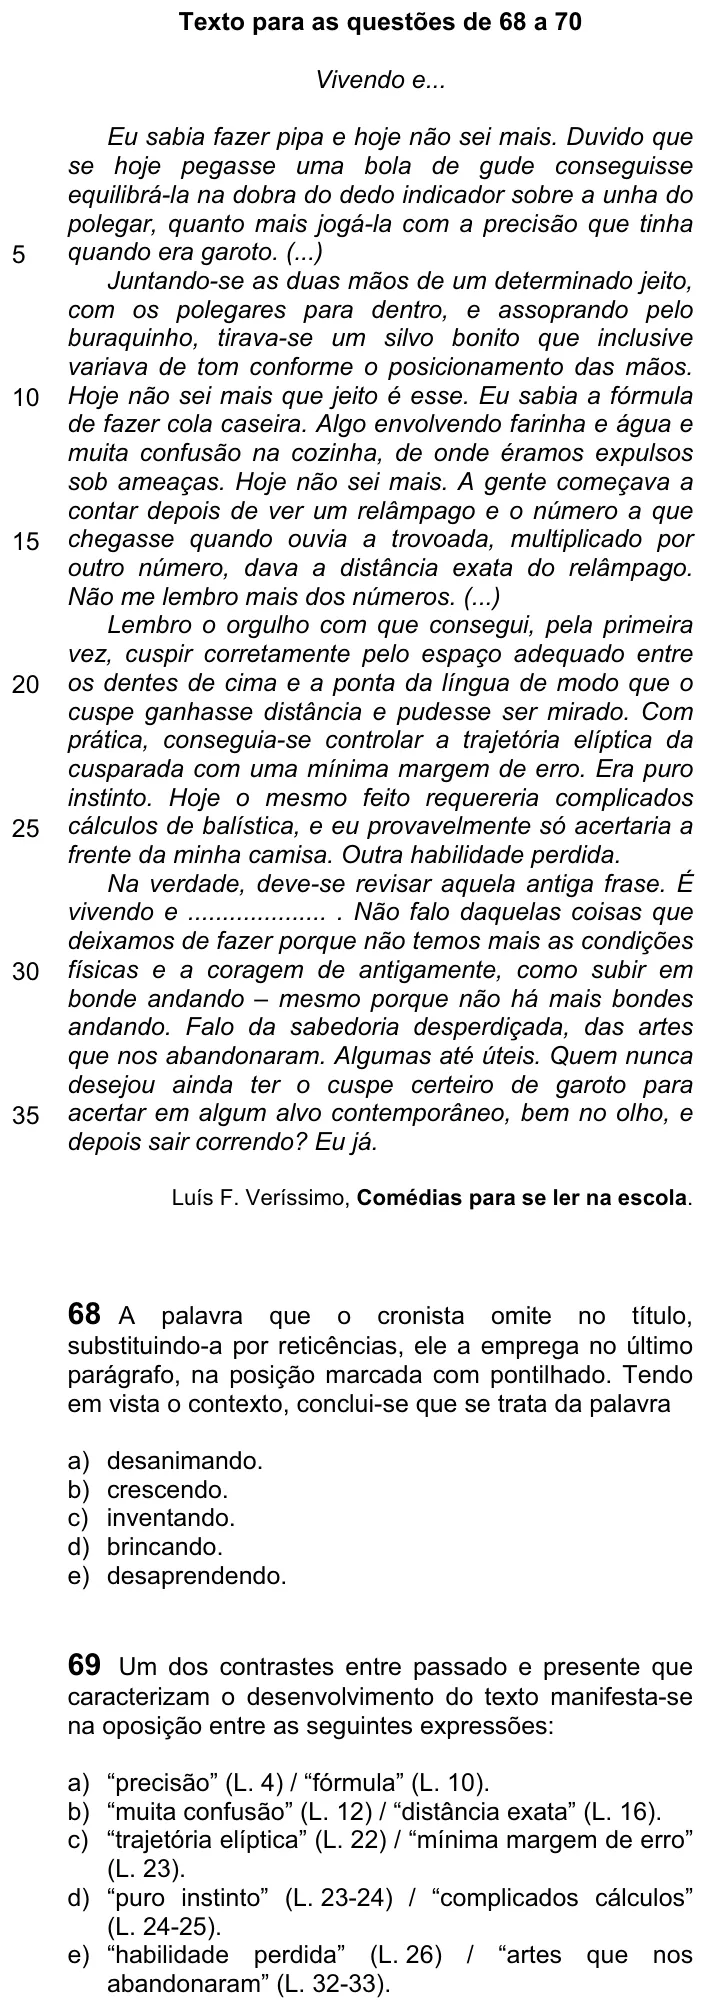 Texto para as questões de 68 a 70
Vivendo e...
Eu sabia fazer pipa e hoje não sei mais. Duvido que
se hoje pegasse uma bola de gude conseguisse
equilibrá-la na dobra do dedo indicador sobre a unha do
polegar, quanto mais jogá-la com a precisão que tinha
5 quando era garoto. (...)
Juntando-se as duas mãos de um determinado jeito,
com os polegares para dentro, e assoprando pelo
buraquinho, tirava-se um silvo bonito que inclusive
variava de tom conforme o posicionamento das mãos.
10 Hoje não sei mais que jeito é esse. Eu sabia a fórmula
de fazer cola caseira. Algo envolvendo farinha e água e
muita confusão na cozinha, de onde éramos expulsos
sob ameaças. Hoje não sei mais. A gente começava a
contar depois de ver um relâmpago e o número a que
15 chegasse quando ouvia a trovoada, multiplicado por
outro número, dava a distância exata do relâmpago.
Não me lembro mais dos números. (...)
Lembro o orgulho com que consegui, pela primeira
vez, cuspir corretamente pelo espaço adequado entre
20 os dentes de cima e a ponta da língua de modo que o
cuspe ganhasse distância e pudesse ser mirado. Com
prática, conseguia-se controlar a trajetória elíptica da
cusparada com uma mínima margem de erro. Era puro
instinto. Hoje o mesmo feito requereria complicados
25 cálculos de balística, e eu provavelmente só acertaria a
frente da minha camisa. Outra habilidade perdida.
Na verdade, deve-se revisar aquela antiga frase. É
vivendo e .................... . Não falo daquelas coisas que
deixamos de fazer porque não temos mais as condições
30 físicas e a coragem de antigamente, como subir em
bonde andando – mesmo porque não há mais bondes
andando. Falo da sabedoria desperdiçada, das artes
que nos abandonaram. Algumas até úteis. Quem nunca
desejou ainda ter o cuspe certeiro de garoto para
35 acertar em algum alvo contemporâneo, bem no olho, e
depois sair correndo? Eu já.
Luís F. Veríssimo, Comédias para se ler na escola.
68 A palavra que o cronista omite no título,
substituindo-a por reticências, ele a emprega no último
parágrafo, na posição marcada com pontilhado. Tendo
em vista o contexto, conclui-se que se trata da palavra
a) desanimando.
b) crescendo.
c) inventando.
d) brincando.
e) desaprendendo.
69 Um dos contrastes entre passado e presente que
caracterizam o desenvolvimento do texto manifesta-se
na oposição entre as seguintes expressões:
a) “precisão” (L. 4) / “fórmula” (L. 10).
b) “muita confusão” (L. 12) / “distância exata” (L. 16).
c) “trajetória elíptica” (L. 22) / “mínima margem de erro”
(L. 23).
d) “puro instinto” (L. 23-24) / “complicados cálculos”
(L. 24-25).
e) “habilidade perdida” (L. 26) / “artes que nos
abandonaram” (L. 32-33).